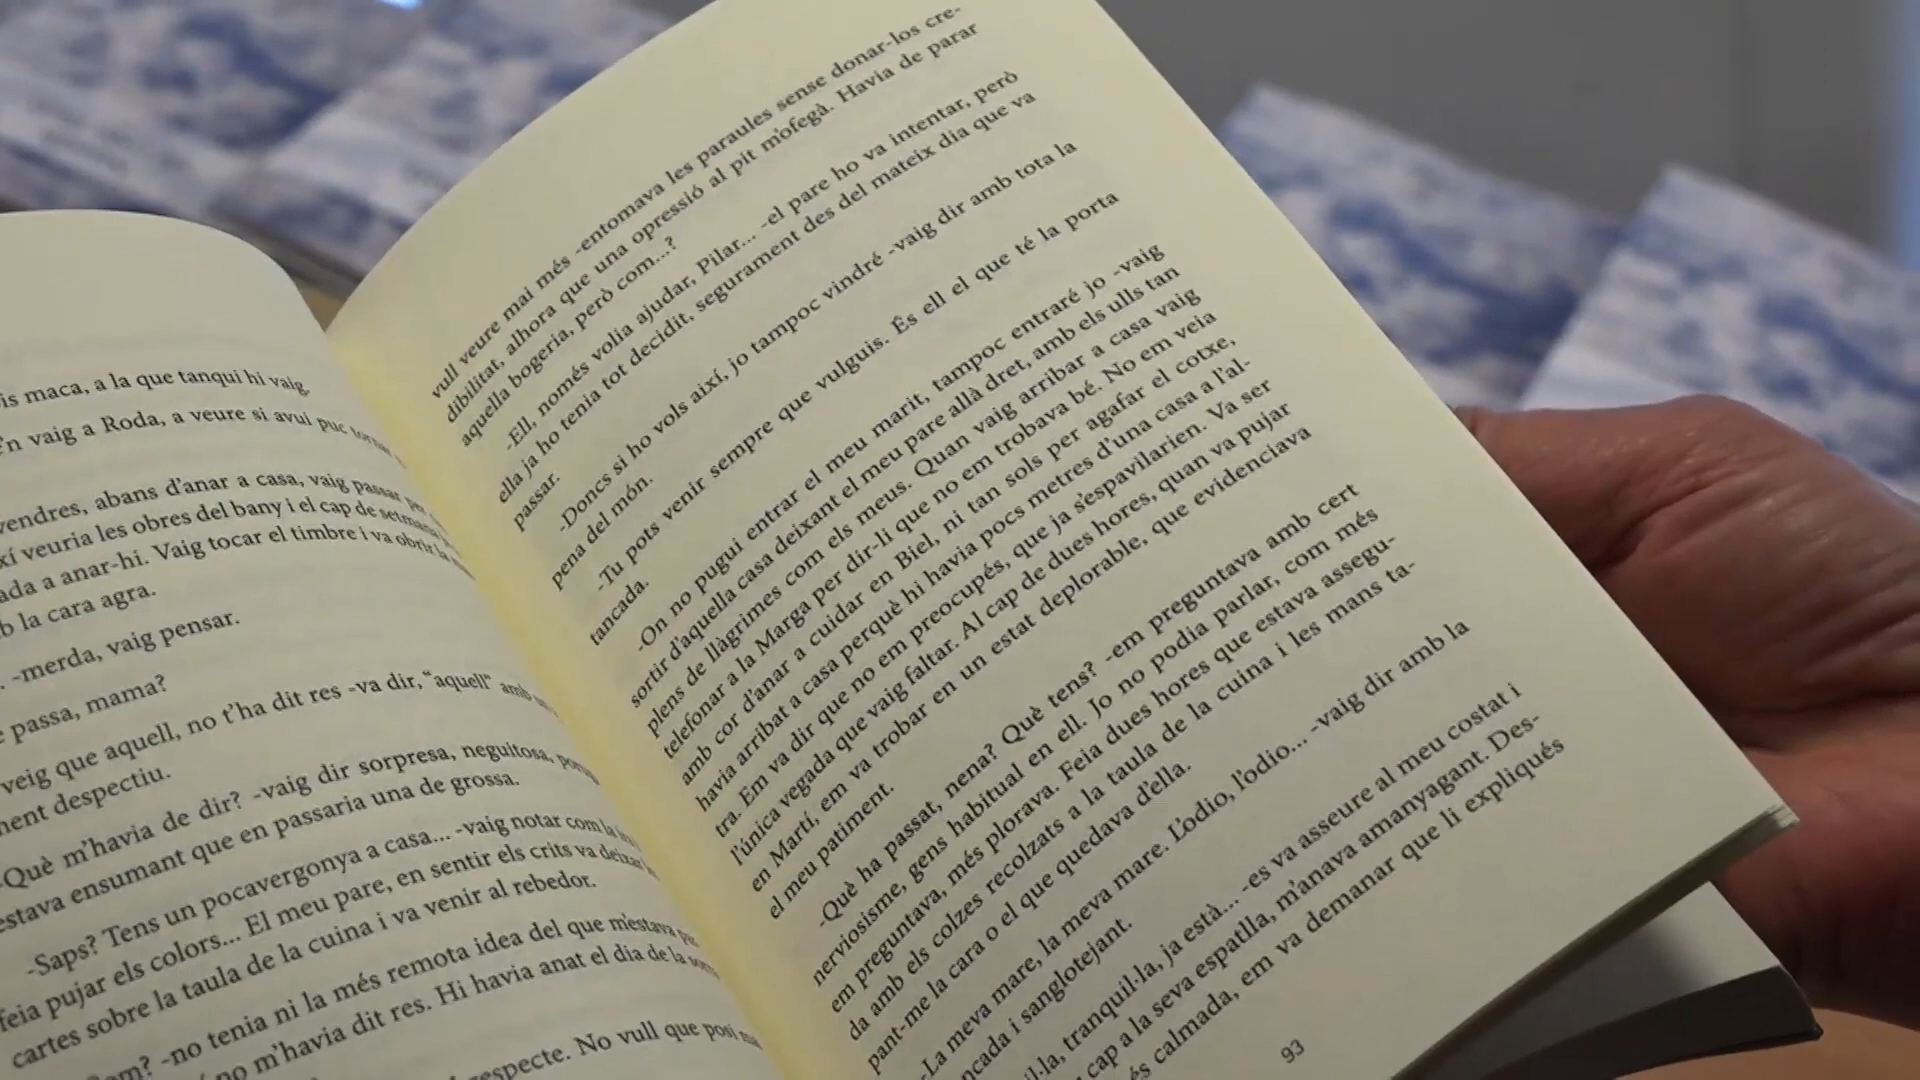 is maca, a la que tanqui hi vaig.
'n vaig a Roda, a veure si avui puc
vendres, abans d'anar a casa, vaig passar per
xí veuria les obres del bany i el cap de setmana
ada a anar-hi. Vaig tocar el timbre i va obrir la
b la cara agra.
. -merda, vaig pensar.
e passa, mama?
veig que aquell, no t'ha dit res -va dir, "aquell" amb
ment despectiu.
-Què m'havia de dir? -vaig dir sorpresa, neguitosa,
estava ensumant que en passaria una de grossa.
-Saps? Tens un pocavergonya a casa... -vaig notar com la
feia pujar els colors... El meu pare, en sentir els crits va deixar
cartes sobre la taula de la cuina i va venir al rebedor.
-no tenia ni la més remota idea del que m'estava
no m'havia dit res. Hi havia anat el dia de la
respecte. No vull que posi
vull veure mai més -entomava les paraules sense donar-los cre-
dibilitat, alhora que una opressió al pit m'ofegà. Havia de parar
aquella bogeria, però com...?
-Ell, només volia ajudar, Pilar... -el pare ho va intentar, però
ella ja ho tenia tot decidit, segurament des del mateix dia que va
passar.
-Doncs si ho vols així, jo tampoc vindré -vaig dir amb tota la
pena del món.
-Tu pots venir sempre que vulguis. És ell el que té la porta
tancada.
-On no pugui entrar el meu marit, tampoc entraré jo -vaig
sortir d'aquella casa deixant el meu pare allà dret, amb els ulls tan
plens de llàgrimes com els meus. Quan vaig arribar a casa vaig
telefonar a la Marga per dir-li que no em trobava bé. No em veia
amb cor d'anar a cuidar en Biel, ni tan sols per agafar el cotxe,
havia arribat a casa perquè hi havia pocs metres d'una casa a l'al-
tra. Em va dir que no em preocupés, que ja s'espavilarien. Va ser
l'única vegada que vaig faltar. Al cap de dues hores, quan va pujar
en Martí, em va trobar en un estat deplorable, que evidenciava
el meu patiment.
-Què ha passat, nena? Què tens? -em preguntava amb cert
nerviosisme, gens habitual en ell. Jo no podia parlar, com més
em preguntava, més plorava. Feia dues hores que estava assegu-
da amb els colzes recolzats a la taula de la cuina i les mans ta-
pant-me la cara o el que quedava d'ella.
-La meva mare, la meva mare. L'odio, l'odio... -vaig dir amb la
ncada i sanglotejant.
il·la, tranquil·la, ja està... -es va asseure al meu costat i
cap a la seva espatlla, m'anava amanyagant. Des-
és calmada, em va demanar que li expliqués
93